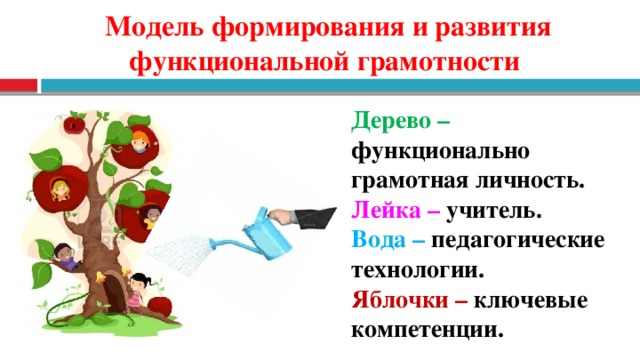 Модель формирования и развития
функциональной грамотности
Дерево –
функционально
грамотная личность.
Лейка – учитель.
Вода – педагогические
технологии.
Яблочки – ключевые
компетенции.